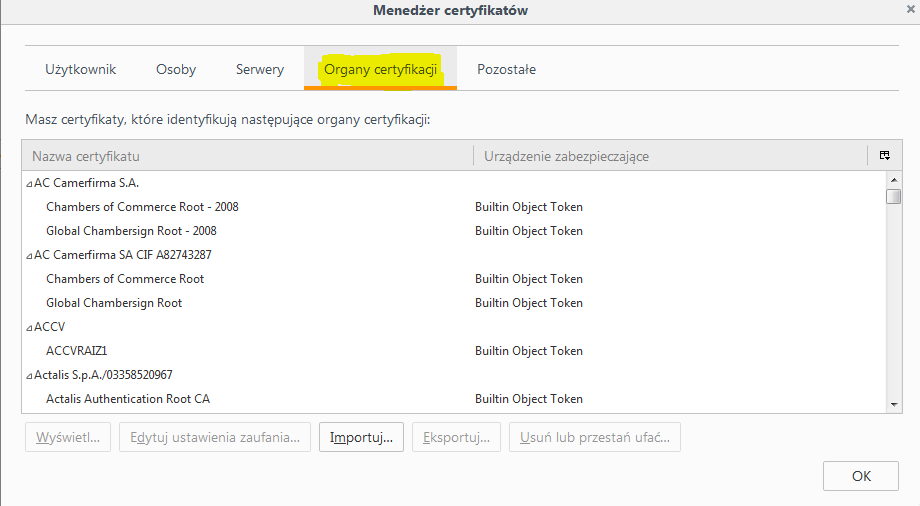 Menedżer certyfikatów
Użytkownik Osoby Serwery Organy certyfikacji Pozostałe
Masz certyfikaty, które identyfikują następujące organy certyfikacji:
Nazwa certyfikatu Urządzenie zabezpieczające
AC Camerfirma S.A.
Chambers of Commerce Root - 2008 Builtin Object Token
Global Chambersign Root - 2008 Builtin Object Token
AC Camerfirma SA CIF A82743287
Chambers of Commerce Root Builtin Object Token
Global Chambersign Root Builtin Object Token
ACCV
ACCVRAIZ1 Builtin Object Token
Actalis S.p.A./03358520967
Actalis Authentication Root CA Builtin Object Token
Wyświetl... Edytuj ustawienia zaufania... Importuj... Eksportuj... Usuń lub przestań ufać...
OK